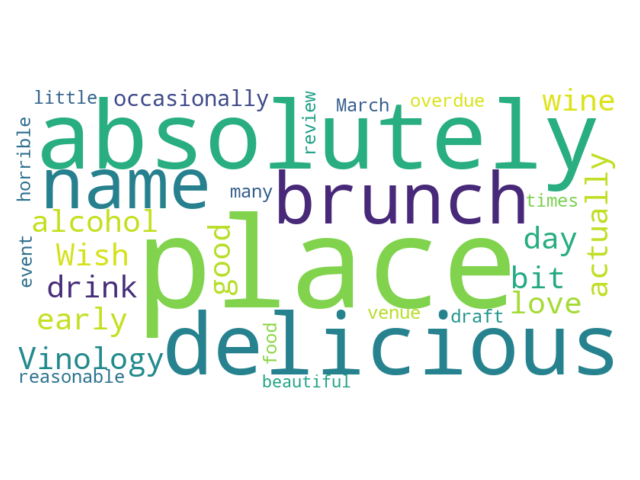 little occasionally review March overdue wine
absolutely
horrible name many brunch times actually
alcohol place good day
event Wish bit
drink love
early venue draft
delicious food
Vinology
reasonable beautiful